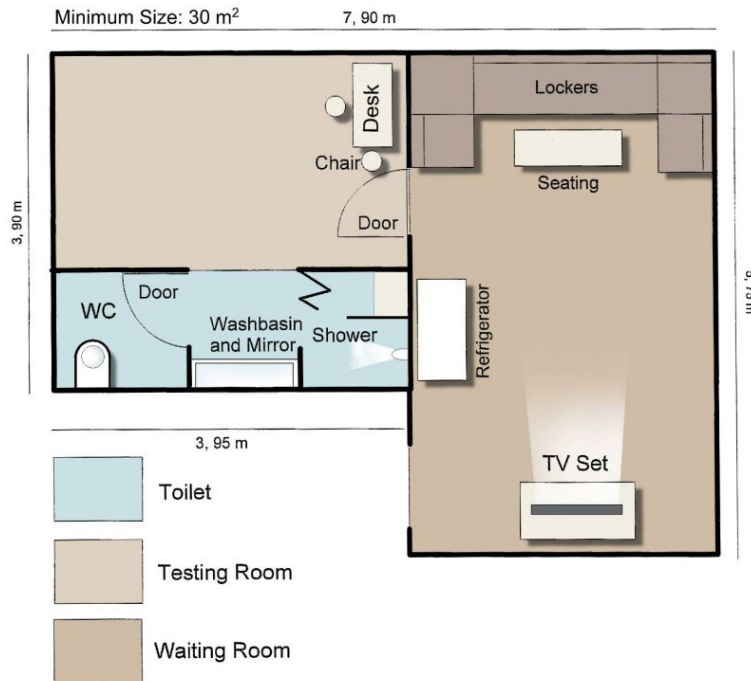 Minimum Size: 30 m²
7, 90 m
Desk
Lockers
Chair
Seating
Door
3, 90 m
Door
WC
Washbasin
and Mirror
Shower
Refrigerator
3, 95 m
TV Set
Toilet
Testing Room
Waiting Room